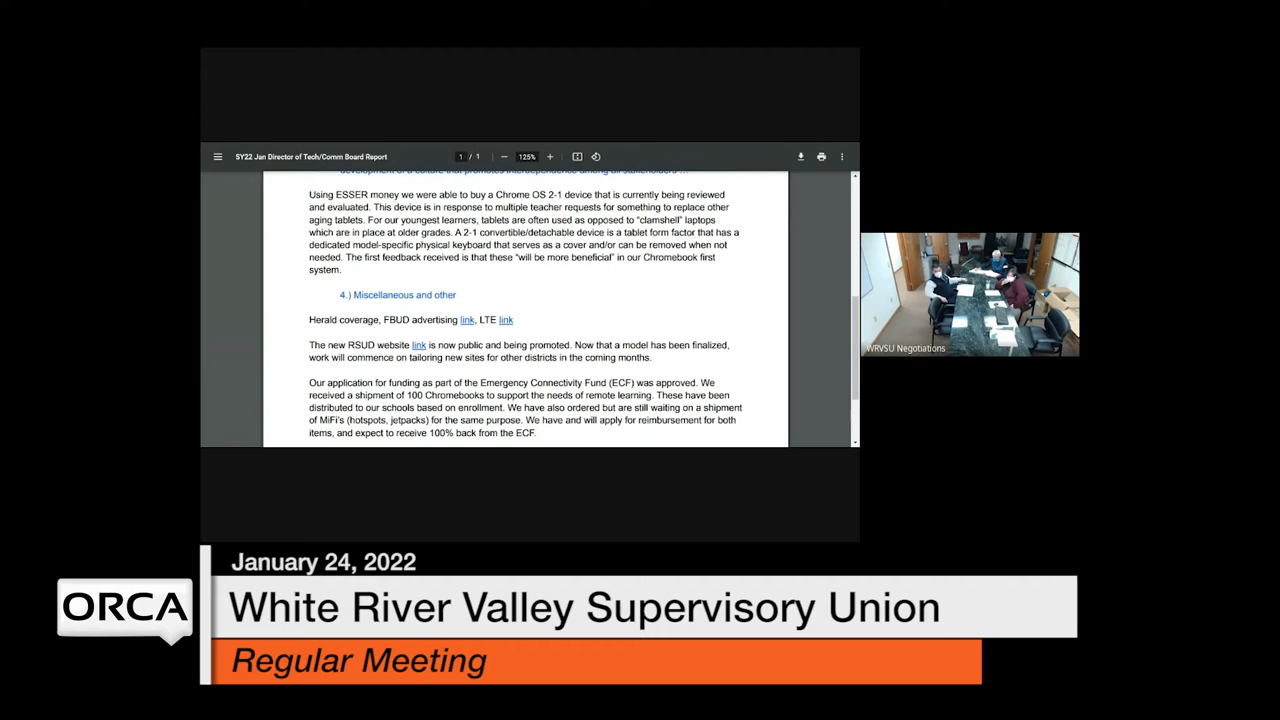 SY22 Jan Director of Tech/Comm Board Report
1 / 1
125%
development of a culture that promotes interdependence among all stakeholders …
Using ESSER money we were able to buy a Chrome OS 2-1 device that is currently being reviewed
and evaluated. This device is in response to multiple teacher requests for something to replace other
aging tablets. For our youngest learners, tablets are often used as opposed to “clamshell” laptops
which are in place at older grades. A 2-1 convertible/detachable device is a tablet form factor that has a
dedicated model-specific physical keyboard that serves as a cover and/or can be removed when not
needed. The first feedback received is that these “will be more beneficial” in our Chromebook first
system.
4.) Miscellaneous and other
Herald coverage, FBUD advertising link, LTE link
The new RSUD website link is now public and being promoted. Now that a model has been finalized,
work will commence on tailoring new sites for other districts in the coming months.
Our application for funding as part of the Emergency Connectivity Fund (ECF) was approved. We
received a shipment of 100 Chromebooks to support the needs of remote learning. These have been
distributed to our schools based on enrollment. We have also ordered but are still waiting on a shipment
of MiFi's (hotspots, jetpacks) for the same purpose. We have and will apply for reimbursement for both
items, and expect to receive 100% back from the ECF.
WRVSU Negotiations
January 24, 2022
ORCA
White River Valley Supervisory Union
Regular Meeting